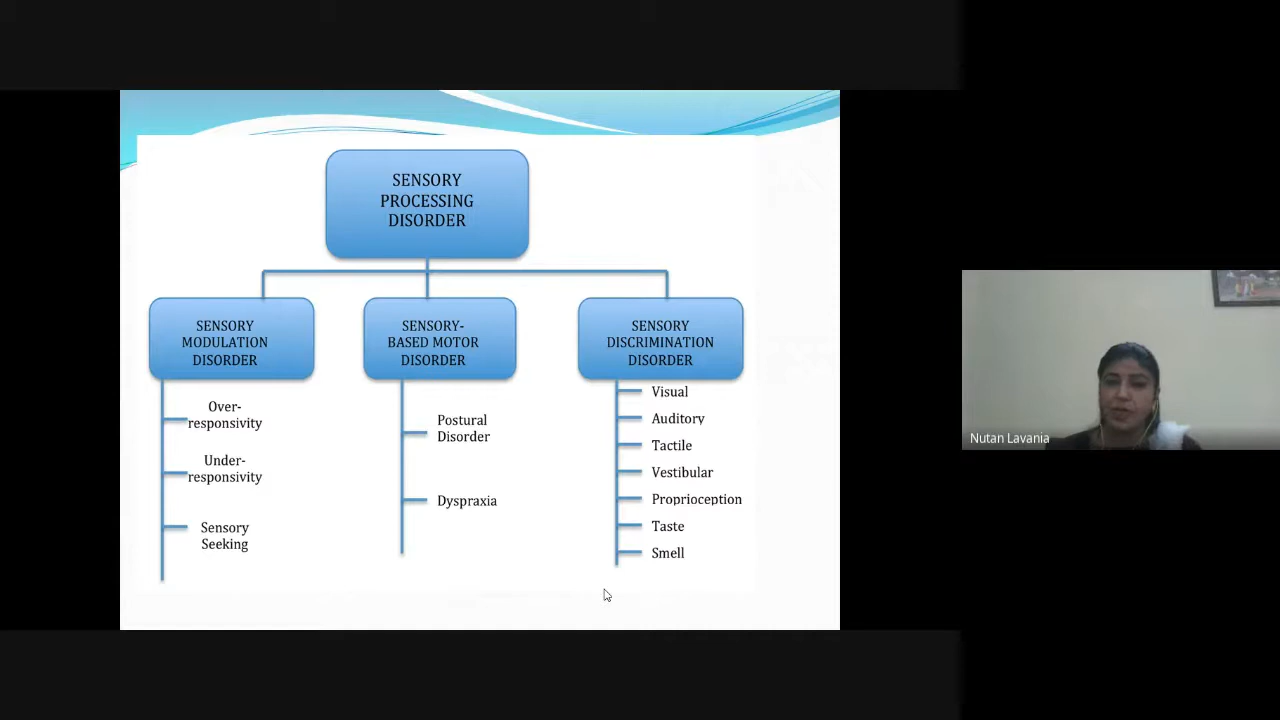 SENSORY
PROCESSING
DISORDER
SENSORY
MODULATION
DISORDER
Over-
responsivity
Under-
responsivity
Sensory
Seeking
SENSORY-
BASED MOTOR
DISORDER
Postural
Disorder
Dyspraxia
SENSORY
DISCRIMINATION
DISORDER
Visual
Auditory
Tactile
Vestibular
Proprioception
Taste
Smell
Nutan Lavania